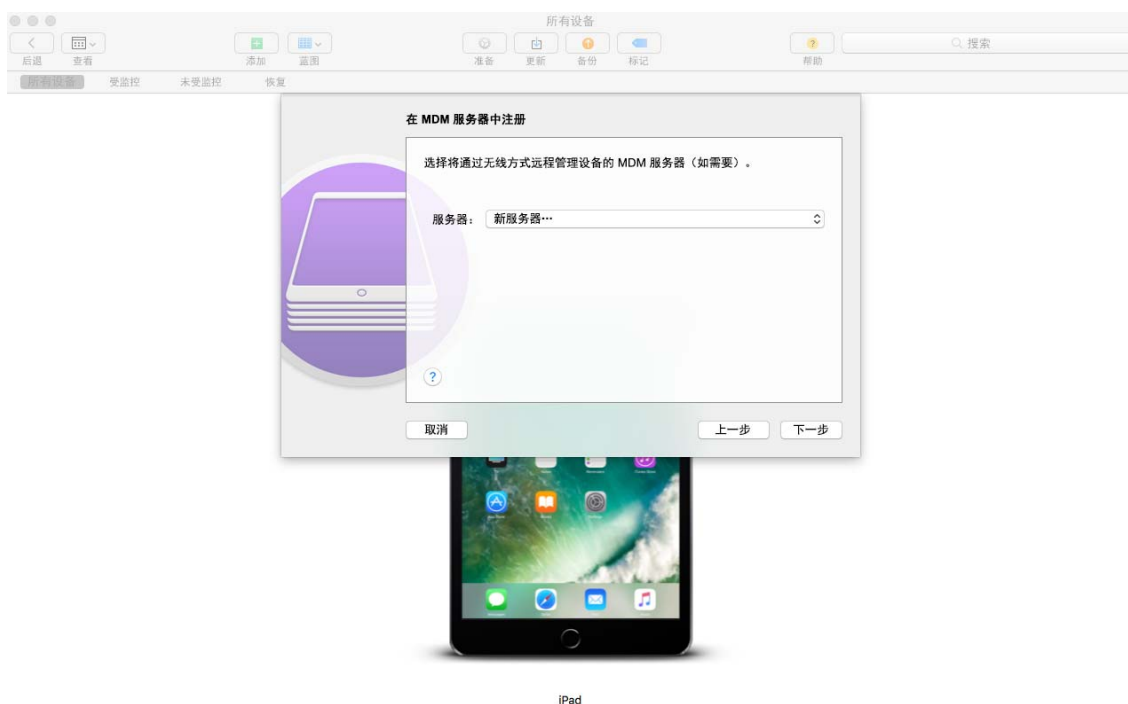 所有设备
后退 查看 添加 蓝图 准备 更新 备份 标记 帮助 搜索
所有设备 受监控 未受监控 恢复
在 MDM 服务器中注册
选择将通过无线方式远程管理设备的 MDM 服务器（如需要）。
服务器： 新服务器…
?
取消 上一步 下一步
iPad